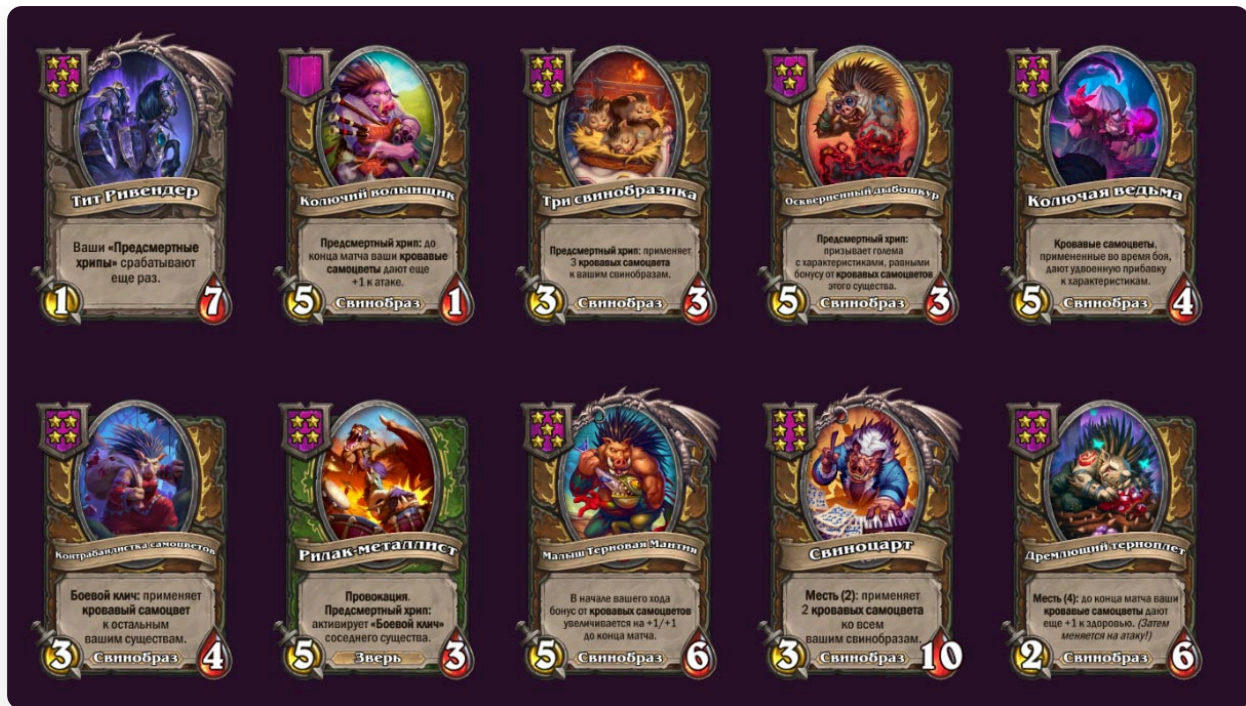 Тит Ривендер
Ваши «Предсмертные
хрипы» срабатывают
еще раз.
1
7
Колючий волынщик
Предсмертный хрип: до
конца матча ваши кровавые
самоцветы дают еще
+1 к атаке.
5
Свинобраз
1
Три свинобразика
Предсмертный хрип: применяет
3 кровавых самоцвета
к вашим свинобразам.
3
Свинобраз
3
Оскверненный дыбошкур
Предсмертный хрип:
призывает голема
с характеристиками, равными
бонусу от кровавых самоцветов
этого существа.
5
Свинобраз
3
Колючая ведьма
Кровавые самоцветы,
примененные во время боя,
дают удвоенную прибавку
к характеристикам.
5
Свинобраз
4
Контрабандистка самоцветов
Боевой клич: применяет
кровавый самоцвет
к остальным
вашим существам.
3
Свинобраз
4
Рилак-металлист
Провокация.
Предсмертный хрип:
активирует «Боевой клич»
соседнего существа.
5
Зверь
3
Малыш Терновая Мантия
В начале вашего хода
бонус от кровавых самоцветов
увеличивается на +1/+1
до конца матча.
5
Свинобраз
6
Свиноцарт
Месть (2): применяет
2 кровавых самоцвета
ко всем
вашим свинобразам.
3
Свинобраз
10
Дремлющий терноплет
Месть (4): до конца матча ваши
кровавые самоцветы дают
еще +1 к здоровью. (Затем
меняется на атаку!)
2
Свинобраз
6